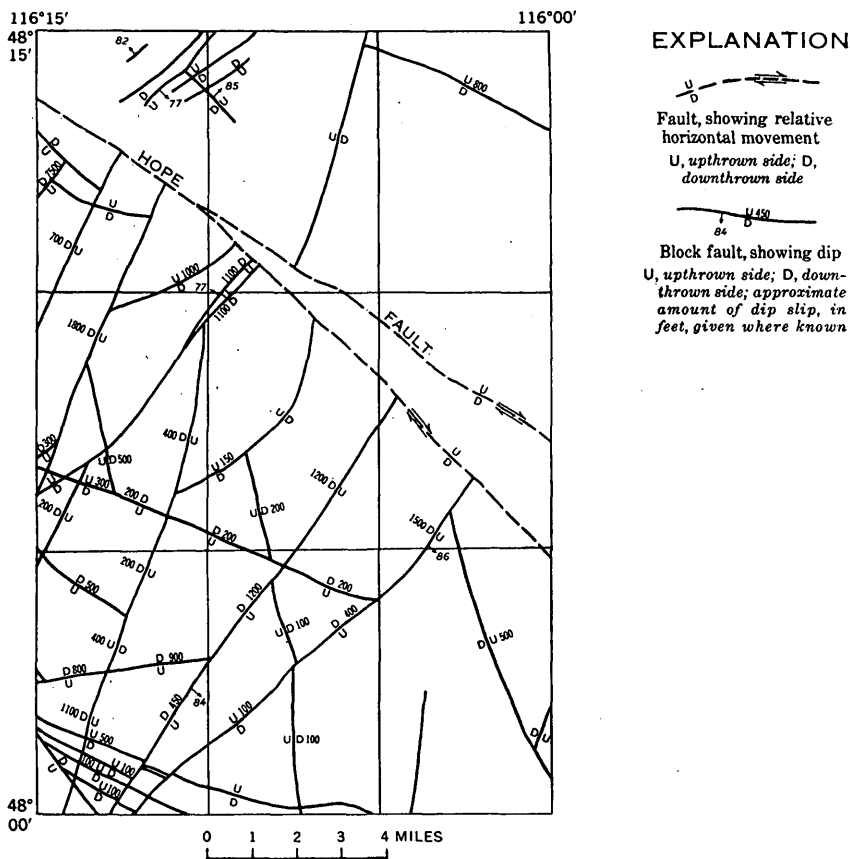 116°15' 116°00'
48°
15'
82
U
D
D
U
85
77
D
U
D
U
U 800
D
U D
HOPE
D
U
D 7500
U
U
D
700 D U
U 1000
D
1100 D U
77
U
1100 D
1800 D U
FAULT
U
D
U D
400 D U
D 300
U
U D 500
U 150
D
U
D
U 300
D
200 D
U
1200 D U
200 D U
U D 200
D 200
U
1500 D U
86
D 500
U
200 D U
D 1200
U
D 200
U
D 400
U
U D 100
400 U D
D U 500
D 900
U
D 800
U
D 450
U
84
1100 D U
U 500
D
U 100
D
U D 100
D U
U 100
D
100 U D
D U 100
D
U
U
D
48°
00'
0 1 2 3 4 MILES
EXPLANATION
U
D
Fault, showing relative
horizontal movement
U, upthrown side; D,
downthrown side
U 450
D
84
Block fault, showing dip
U, upthrown side; D, down-
thrown side; approximate
amount of dip slip, in
feet, given where known